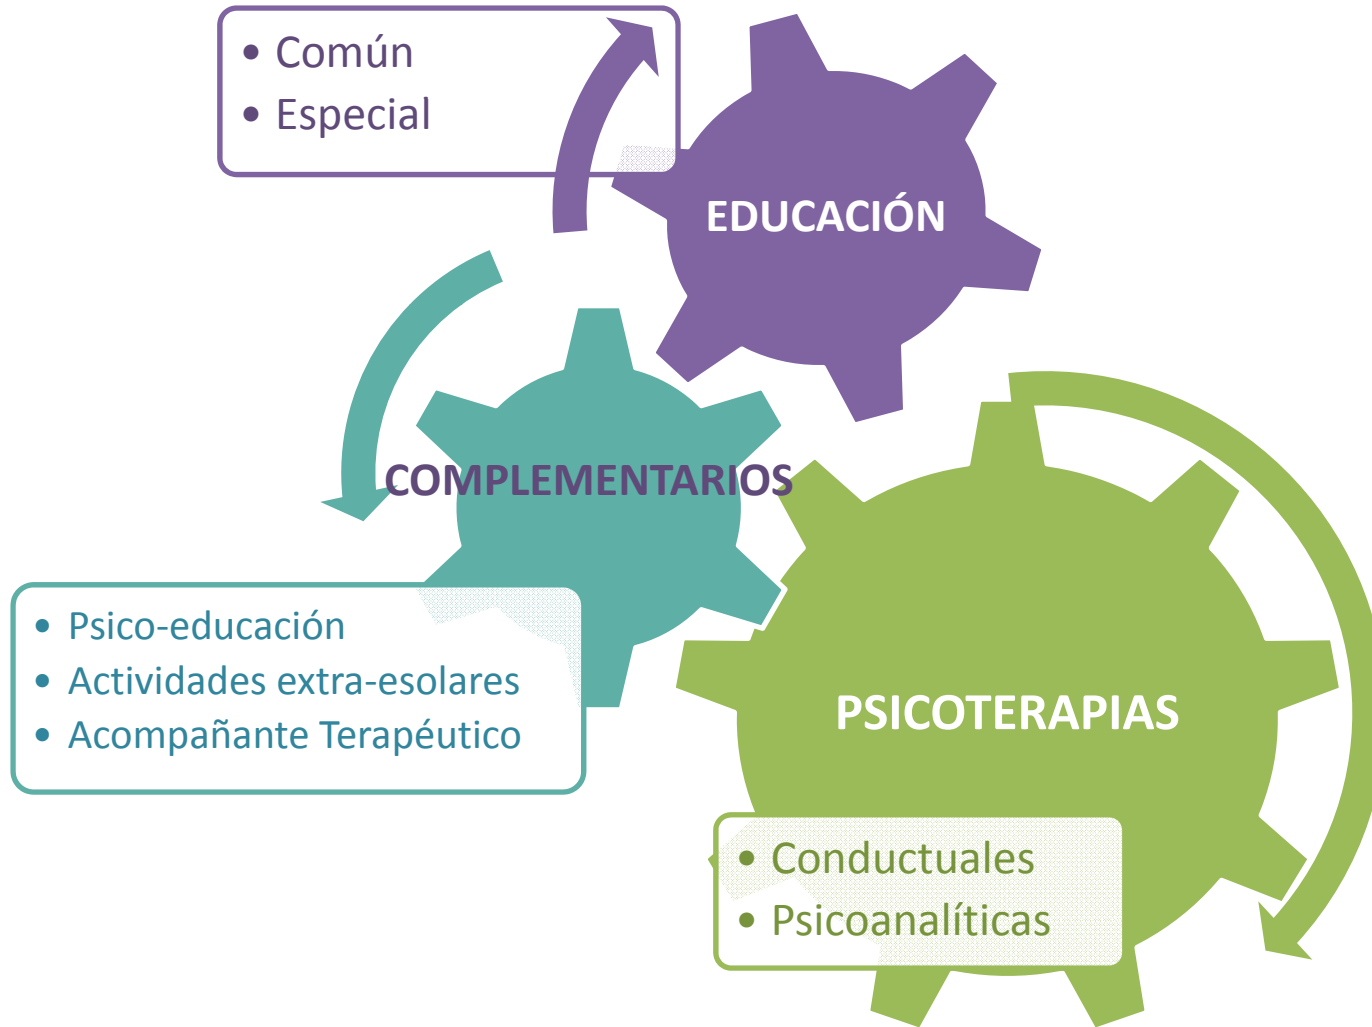 • Común
• Especial
EDUCACIÓN
COMPLEMENTARIOS
• Psico-educación
• Actividades extra-esolares
• Acompañante Terapéutico
PSICOTERAPIAS
• Conductuales
• Psicoanalíticas